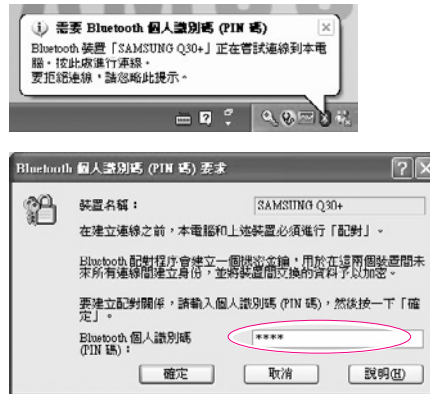 需要 Bluetooth 個人識別碼 (PIN 碼)
Bluetooth 裝置「SAMSUNG Q30+」正在嘗試連線到本電
腦。按此處進行連線。
要拒絕連線，請忽略此提示。
Bluetooth 個人識別碼 (PIN 碼) 要求
裝置名稱：
SAMSUNG Q30+
在建立連線之前，本電腦和上述裝置必須進行「配對」。
Bluetooth 配對程序會建立一個機密金鑰，用於在這兩個裝置間未
來所有連線間建立身份，並將裝置間交換的資料予以加密。
要建立配對關係，請輸入個人識別碼 (PIN 碼)，然後按一下「確
定」。
Bluetooth 個人識別碼
(PIN 碼)：
****
確定 取消 說明(H)